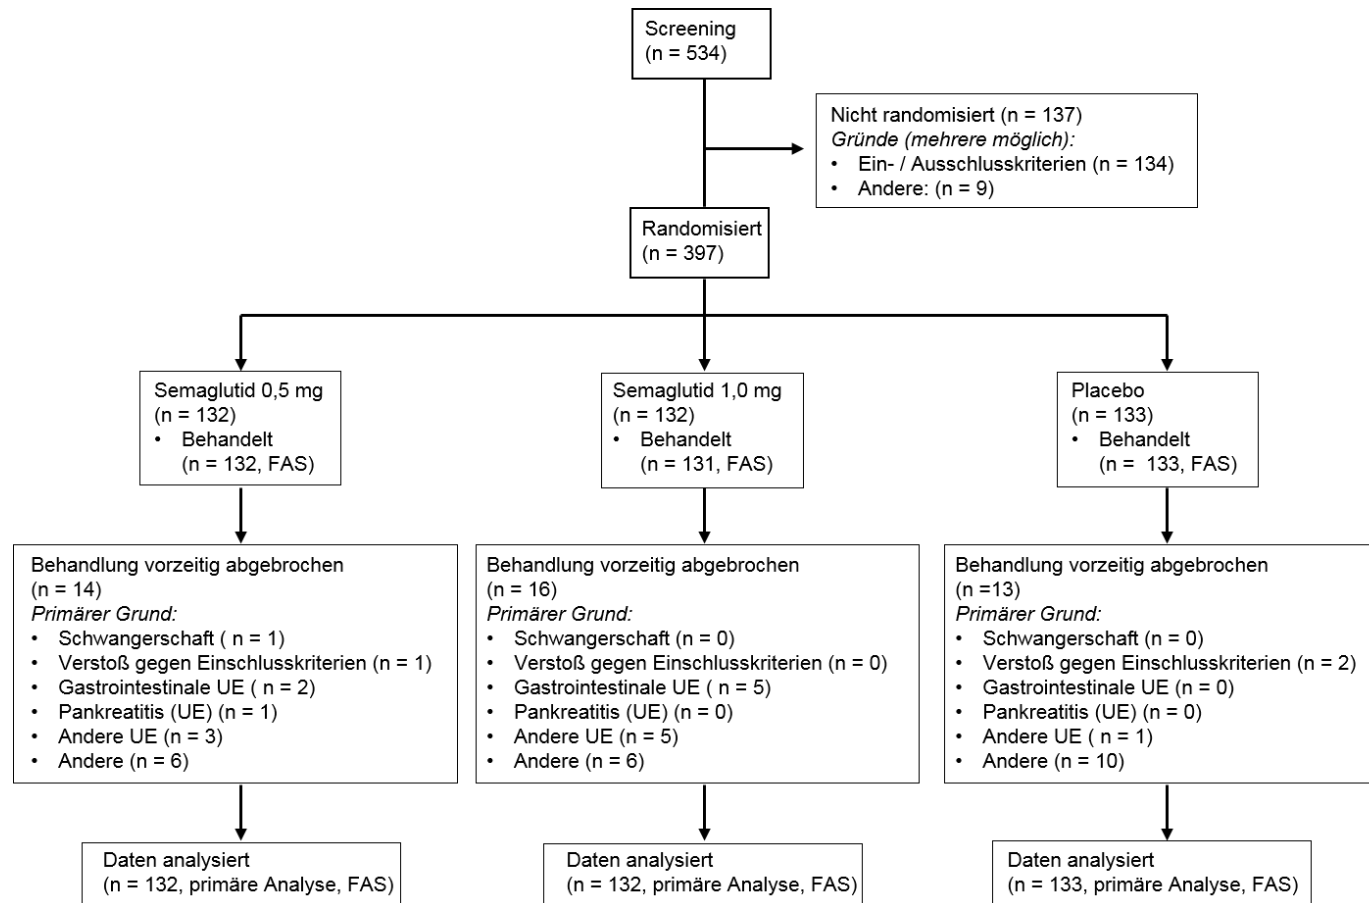 Screening
(n = 534)
Nicht randomisiert (n = 137)
Gründe (mehrere möglich):
• Ein- / Ausschlusskriterien (n = 134)
• Andere: (n = 9)
Randomisiert
(n = 397)
Semaglutid 0,5 mg
(n = 132)
• Behandelt
(n = 132, FAS)
Semaglutid 1,0 mg
(n = 132)
• Behandelt
(n = 131, FAS)
Placebo
(n = 133)
• Behandelt
(n =  133, FAS)
Behandlung vorzeitig abgebrochen
(n = 14)
Primärer Grund:
• Schwangerschaft ( n = 1)
• Verstoß gegen Einschlusskriterien (n = 1)
• Gastrointestinale UE ( n = 2)
• Pankreatitis (UE) (n = 1)
• Andere UE (n = 3)
• Andere (n = 6)
Behandlung vorzeitig abgebrochen
(n = 16)
Primärer Grund:
• Schwangerschaft (n = 0)
• Verstoß gegen Einschlusskriterien (n = 0)
• Gastrointestinale UE ( n = 5)
• Pankreatitis (UE) (n = 0)
• Andere UE (n = 5)
• Andere (n = 6)
Behandlung vorzeitig abgebrochen
(n =13)
Primärer Grund:
• Schwangerschaft (n = 0)
• Verstoß gegen Einschlusskriterien (n = 2)
• Gastrointestinale UE (n = 0)
• Pankreatitis (UE) (n = 0)
• Andere UE ( n = 1)
• Andere (n = 10)
Daten analysiert
(n = 132, primäre Analyse, FAS)
Daten analysiert
(n = 132, primäre Analyse, FAS)
Daten analysiert
(n = 133, primäre Analyse, FAS)